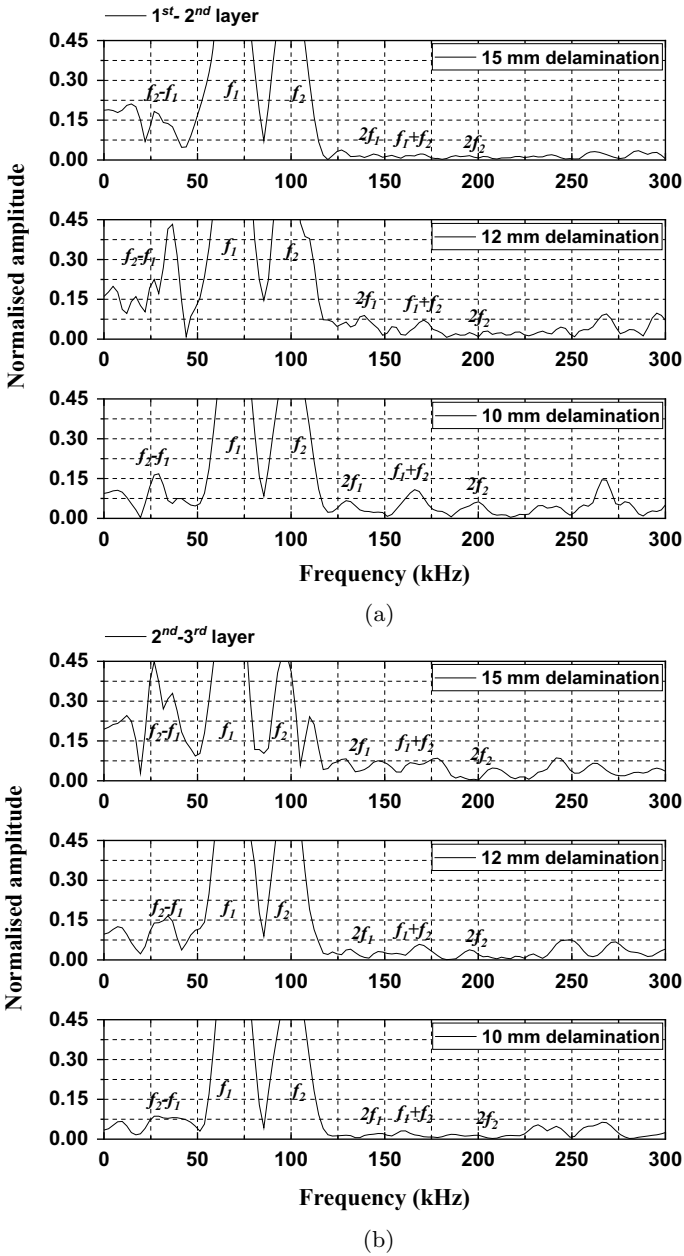 1st- 2nd layer
Normalised amplitude
0.45
0.30
0.15
0.00
15 mm delamination
f2-f1
f1
f2
2f1
f1+f2
2f2
0 50 100 150 200 250 300
0.45
0.30
0.15
0.00
12 mm delamination
f2-f1
f1
f2
2f1
f1+f2
2f2
0 50 100 150 200 250 300
0.45
0.30
0.15
0.00
10 mm delamination
f2-f1
f1
f2
2f1
f1+f2
2f2
0 50 100 150 200 250 300
Frequency (kHz)
(a)
2nd-3rd layer
Normalised amplitude
0.45
0.30
0.15
0.00
15 mm delamination
f2-f1
f1
f2
2f1
f1+f2
2f2
0 50 100 150 200 250 300
0.45
0.30
0.15
0.00
12 mm delamination
f2-f1
f1
f2
2f1
f1+f2
2f2
0 50 100 150 200 250 300
0.45
0.30
0.15
0.00
10 mm delamination
f2-f1
f1
f2
2f1
f1+f2
2f2
0 50 100 150 200 250 300
Frequency (kHz)
(b)